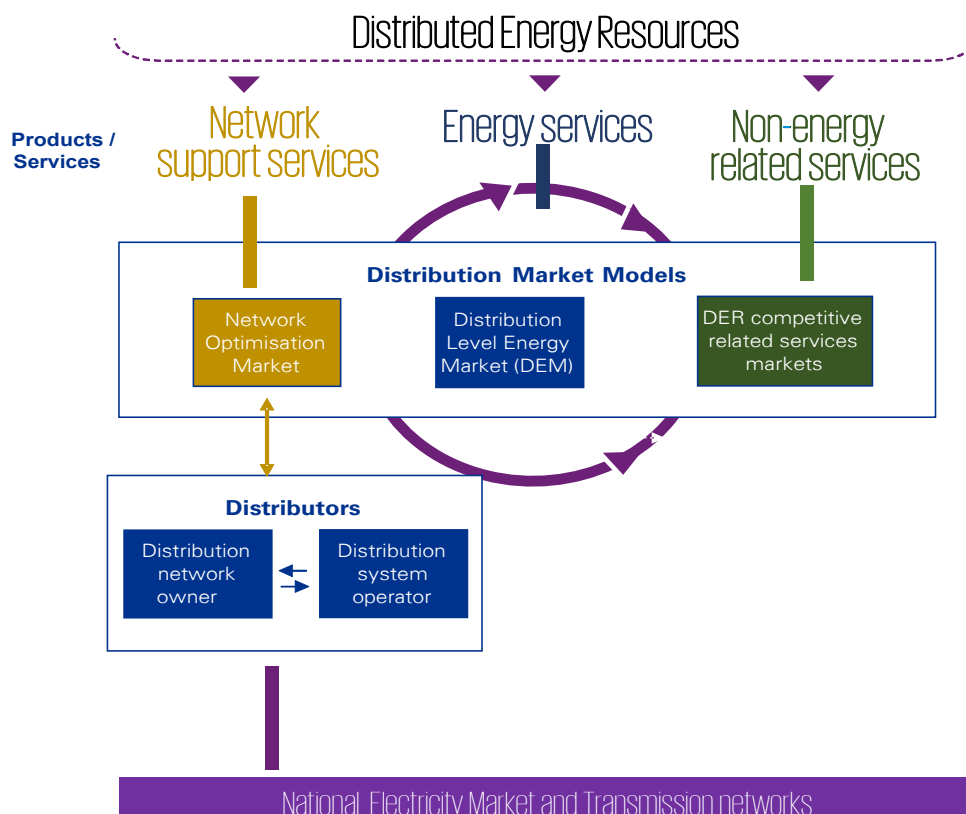 Distributed Energy Resources
Products /
Services
Network
support services
Energy services
Non-energy
related services
Distribution Market Models
Network
Optimisation
Market
Distribution
Level Energy
Market (DEM)
DER competitive
related services
markets
Distributors
Distribution
network
owner
Distribution
system
operator
National Electricity Market and Transmission networks